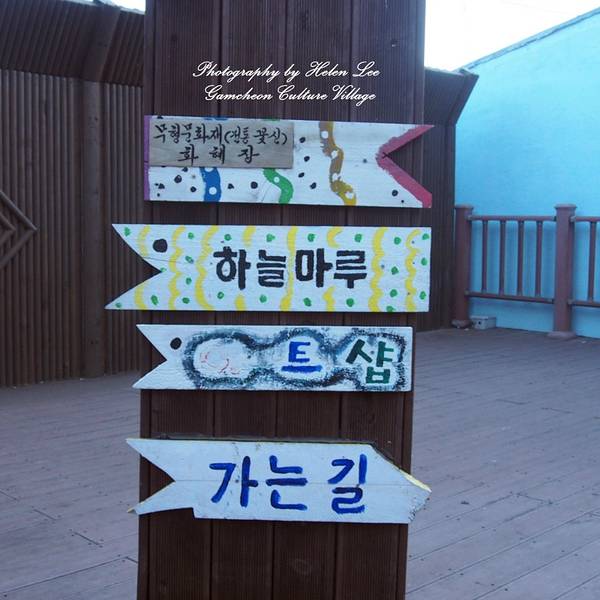 Photography by Helen Lee
Gamcheon Culture Village
무형문화재(전통 꽃신)
화혜장
하늘마루
트샵
가는길